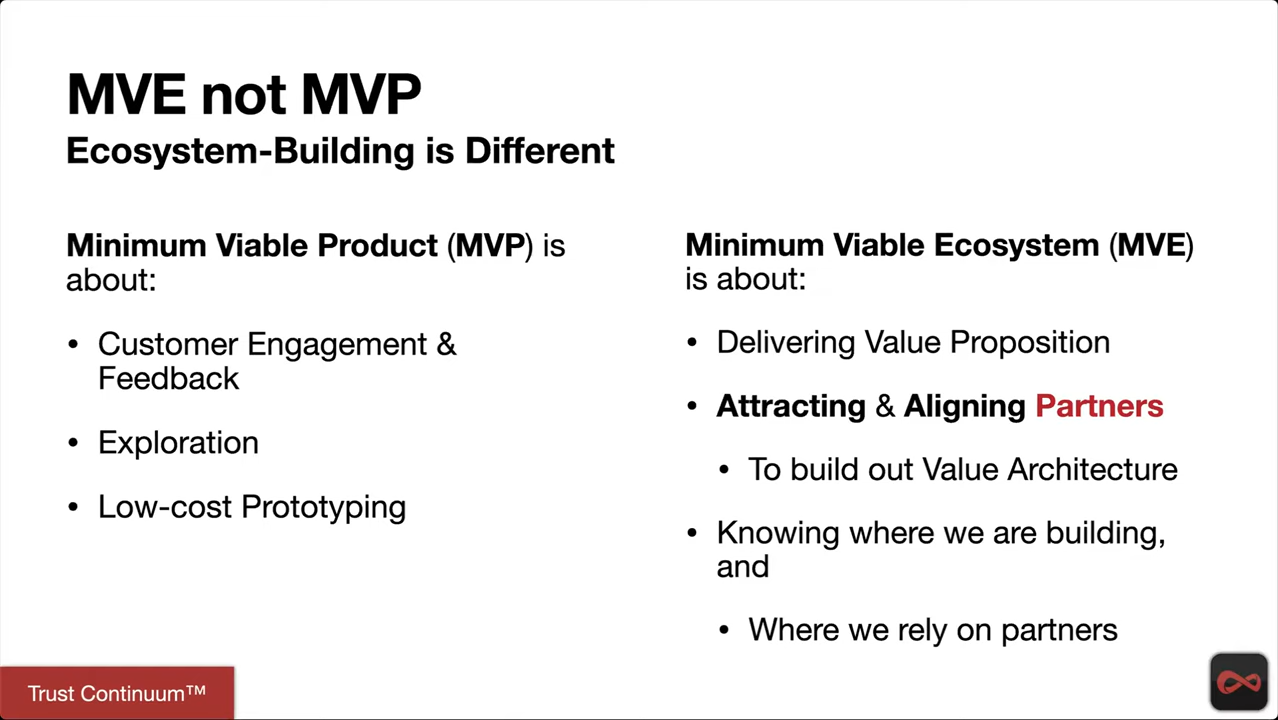 MVE not MVP
Ecosystem-Building is Different
Minimum Viable Product (MVP) is
about:
• Customer Engagement &
Feedback
• Exploration
• Low-cost Prototyping
Minimum Viable Ecosystem (MVE)
is about:
• Delivering Value Proposition
• Attracting & Aligning Partners
• To build out Value Architecture
• Knowing where we are building,
and
• Where we rely on partners
Trust Continuum™